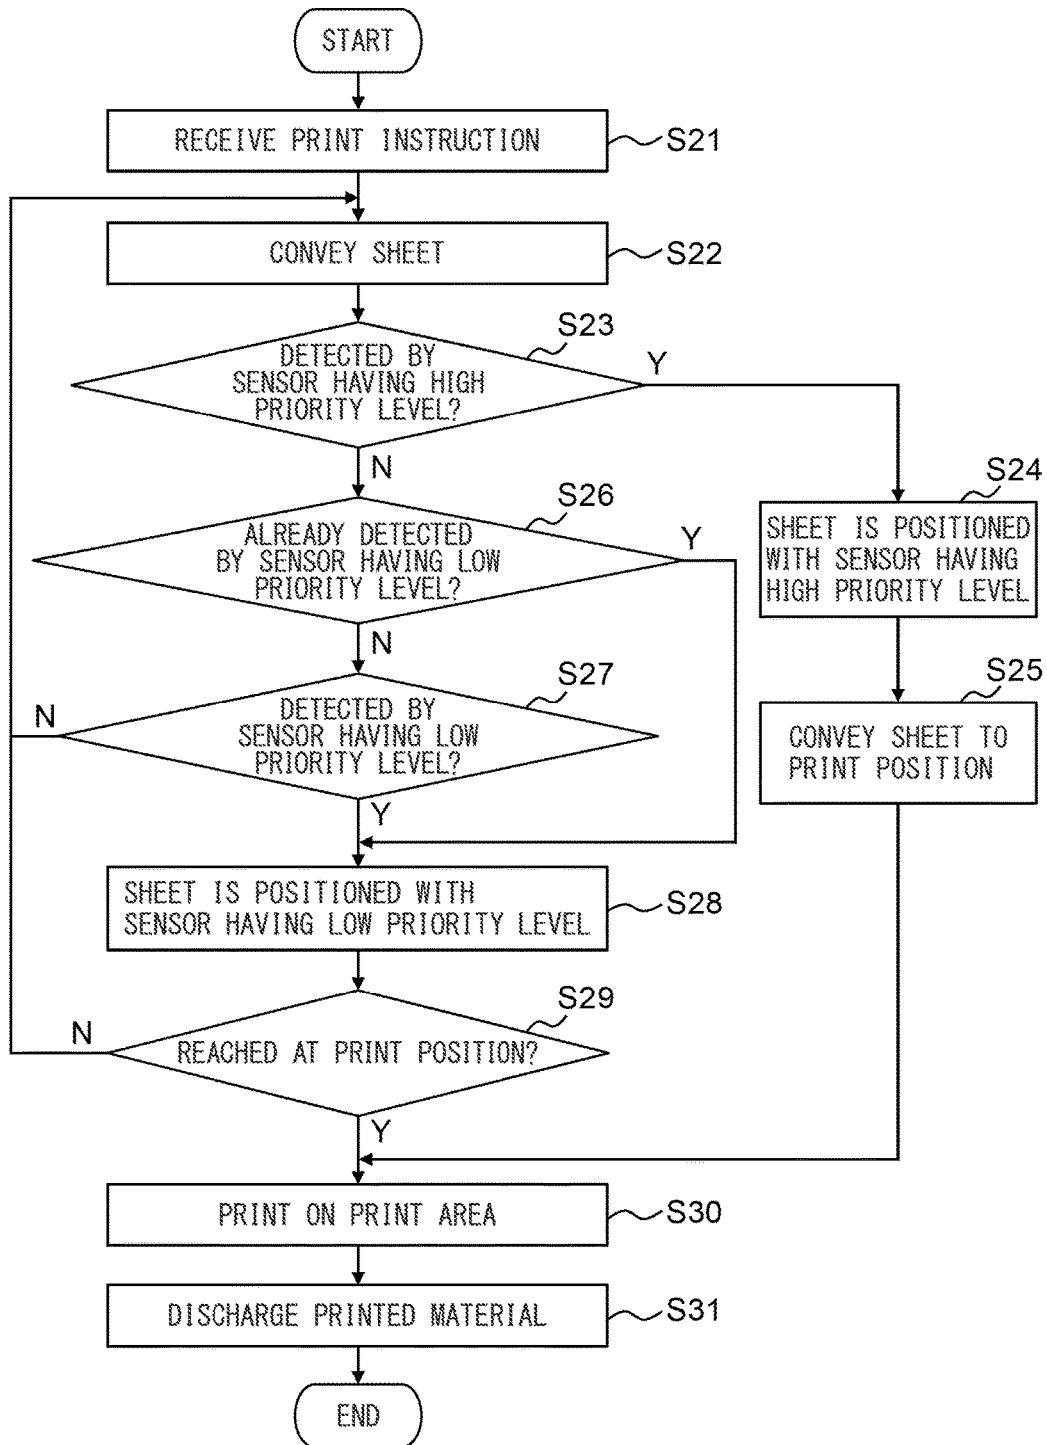 START
RECEIVE PRINT INSTRUCTION
S21
CONVEY SHEET
S22
S23
DETECTED BY
SENSOR HAVING HIGH
PRIORITY LEVEL?
Y
N
S24
SHEET IS POSITIONED
WITH SENSOR HAVING
HIGH PRIORITY LEVEL
S26
ALREADY DETECTED
BY SENSOR HAVING LOW
PRIORITY LEVEL?
Y
N
S25
CONVEY SHEET TO
PRINT POSITION
S27
DETECTED BY
SENSOR HAVING LOW
PRIORITY LEVEL?
N
Y
SHEET IS POSITIONED WITH
SENSOR HAVING LOW PRIORITY LEVEL
S28
S29
REACHED AT PRINT POSITION?
N
Y
PRINT ON PRINT AREA
S30
DISCHARGE PRINTED MATERIAL
S31
END